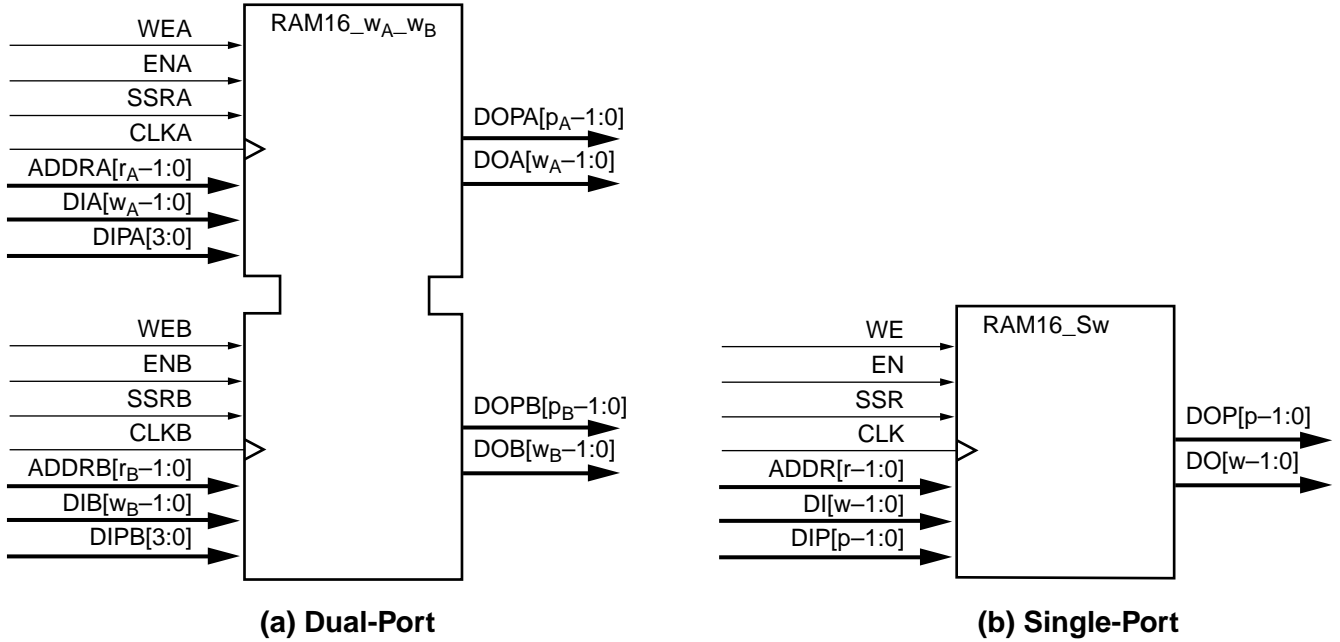 RAM16_wA_wB
WEA
ENA
SSRA
CLKA
ADDRA[rA–1:0]
DIA[wA–1:0]
DIPA[3:0]
DOPA[pA–1:0]
DOA[wA–1:0]
WEB
ENB
SSRB
CLKB
ADDRB[rB–1:0]
DIB[wB–1:0]
DIPB[3:0]
DOPB[pB–1:0]
DOB[wB–1:0]
(a) Dual-Port
RAM16_Sw
WE
EN
SSR
CLK
ADDR[r–1:0]
DI[w–1:0]
DIP[p–1:0]
DOP[p–1:0]
DO[w–1:0]
(b) Single-Port